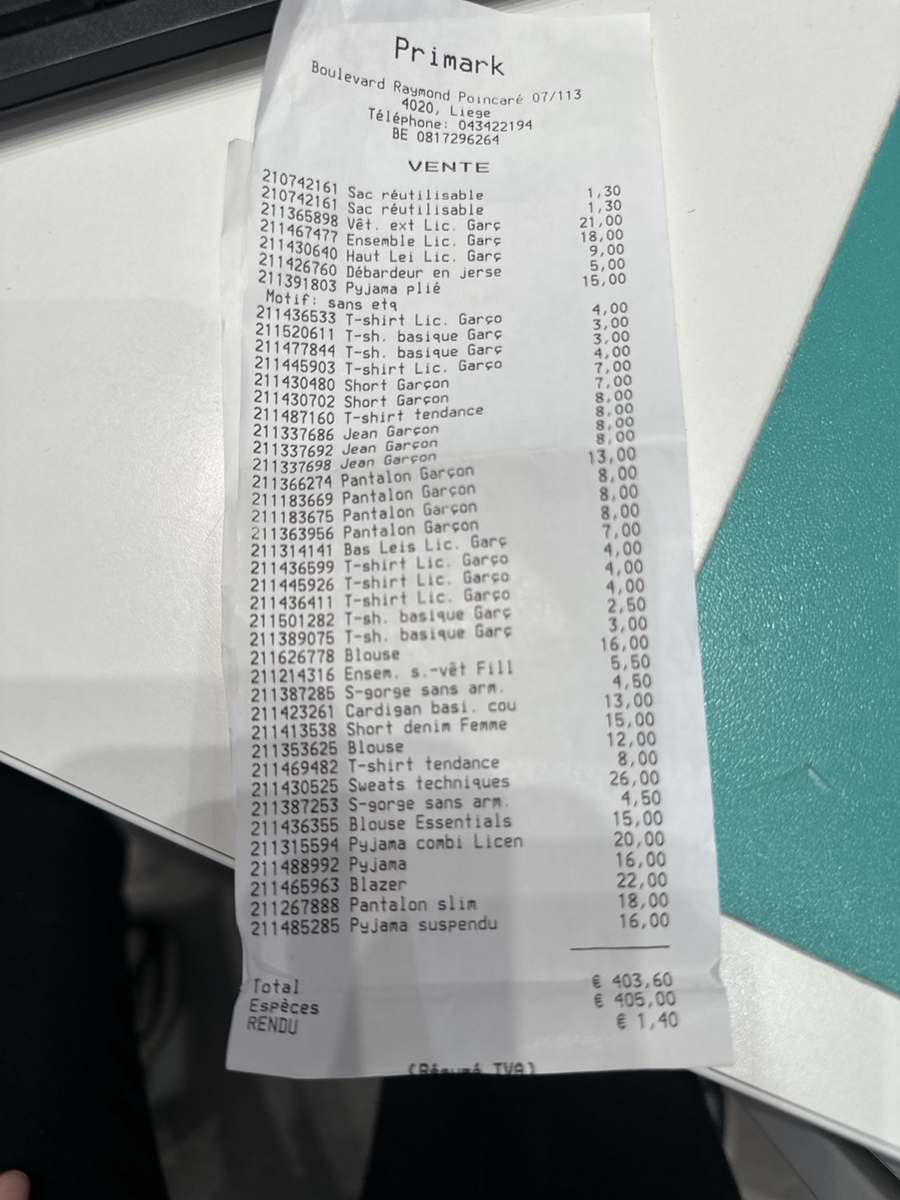 Primark
Boulevard Raymond Poincaré 07/113
4020, Liege
Téléphone: 043422194
BE 0817296264
VENTE
210742161 Sac réutilisable 1,30
210742161 Sac réutilisable 1,30
211365898 Vêt. ext Lic. Garç 21,00
211467477 Ensemble Lic. Garç 18,00
211430640 Haut Lei Lic. Garç 9,00
211426760 Débardeur en jerse 5,00
211391803 Pyjama plié 15,00
Motif: sans etq
211436533 T-shirt Lic. Garço 4,00
211520611 T-sh. basique Garç 3,00
211477844 T-sh. basique Garç 3,00
211445903 T-shirt Lic. Garço 4,00
211430480 Short Garçon 7,00
211430702 Short Garçon 7,00
211487160 T-shirt tendance 8,00
211337686 Jean Garçon 8,00
211337692 Jean Garçon 8,00
211337698 Jean Garçon 8,00
211366274 Pantalon Garçon 13,00
211183669 Pantalon Garçon 8,00
211183675 Pantalon Garçon 8,00
211363956 Pantalon Garçon 8,00
211314141 Bas Leis Lic. Garç 7,00
211436599 T-shirt Lic. Garço 4,00
211445926 T-shirt Lic. Garço 4,00
211436411 T-shirt Lic. Garço 4,00
211501282 T-sh. basique Garç 2,50
211389075 T-sh. basique Garç 3,00
211626778 Blouse 16,00
211214316 Ensem. s.-vêt Fill 5,50
211387285 S-gorge sans arm. 4,50
211423261 Cardigan basi. cou 13,00
211413538 Short denim Femme 15,00
211353625 Blouse 12,00
211469482 T-shirt tendance 8,00
211430525 Sweats techniques 26,00
211387253 S-gorge sans arm. 4,50
211436355 Blouse Essentials 15,00
211315594 Pyjama combi Licen 20,00
211488992 Pyjama 16,00
211465963 Blazer 22,00
211267888 Pantalon slim 18,00
211485285 Pyjama suspendu 16,00
Total € 403,60
Espèces € 405,00
RENDU € 1,40
(Résumé TVA)